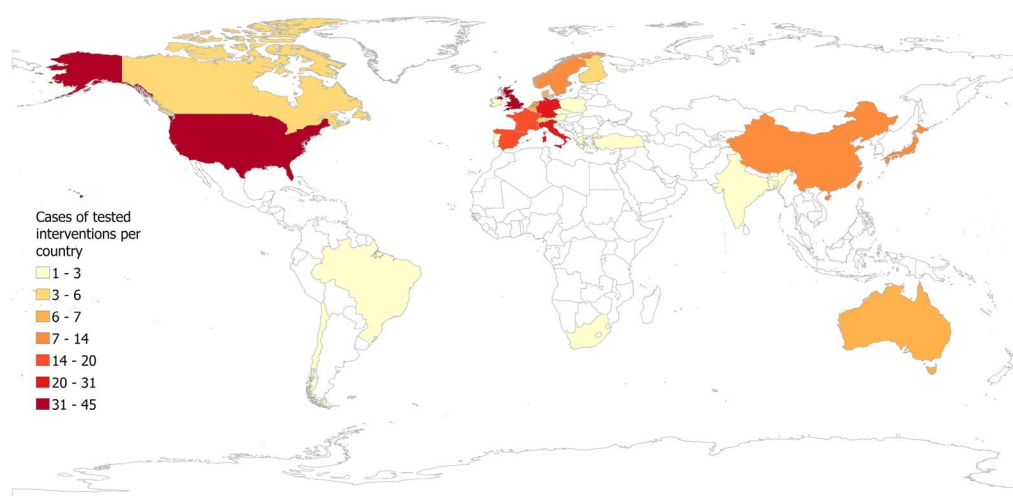 Cases of tested
interventions per
country
1 - 3
3 - 6
6 - 7
7 - 14
14 - 20
20 - 31
31 - 45